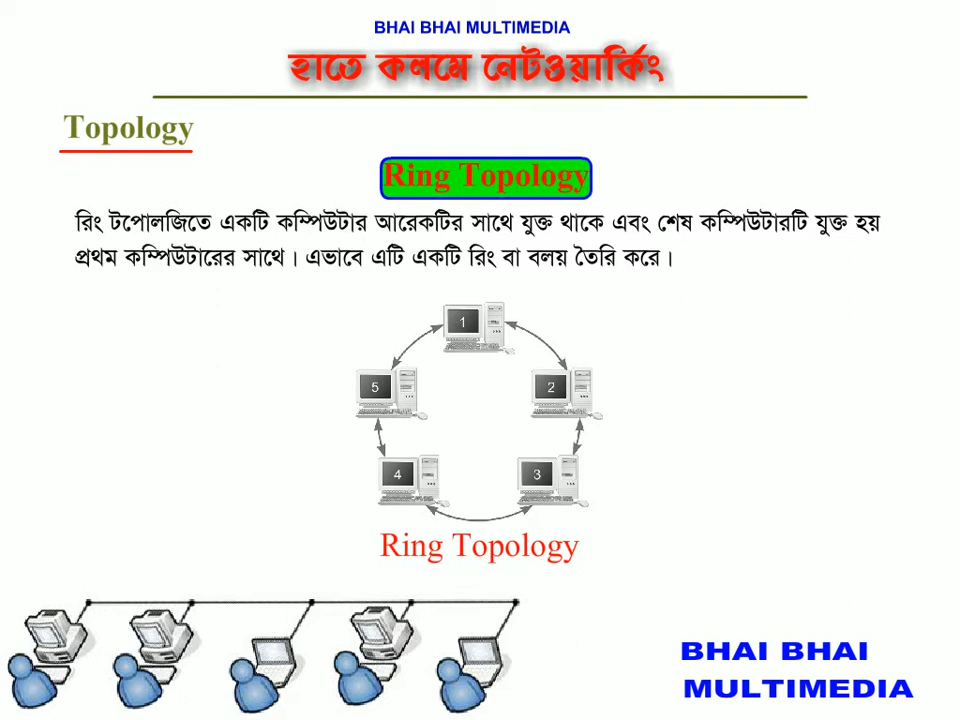 BHAI BHAI MULTIMEDIA
হাতে কলমে নেটওয়ার্কিং
Topology
Ring Topology
রিং টপোলজিতে একটি কম্পিউটার আরেকটির সাথে যুক্ত থাকে এবং শেষ কম্পিউটারটি যুক্ত হয়
প্রথম কম্পিউটারের সাথে। এভাবে এটি একটি রিং বা বলয় তৈরি করে।
1
5
2
4
3
Ring Topology
BHAI BHAI
MULTIMEDIA